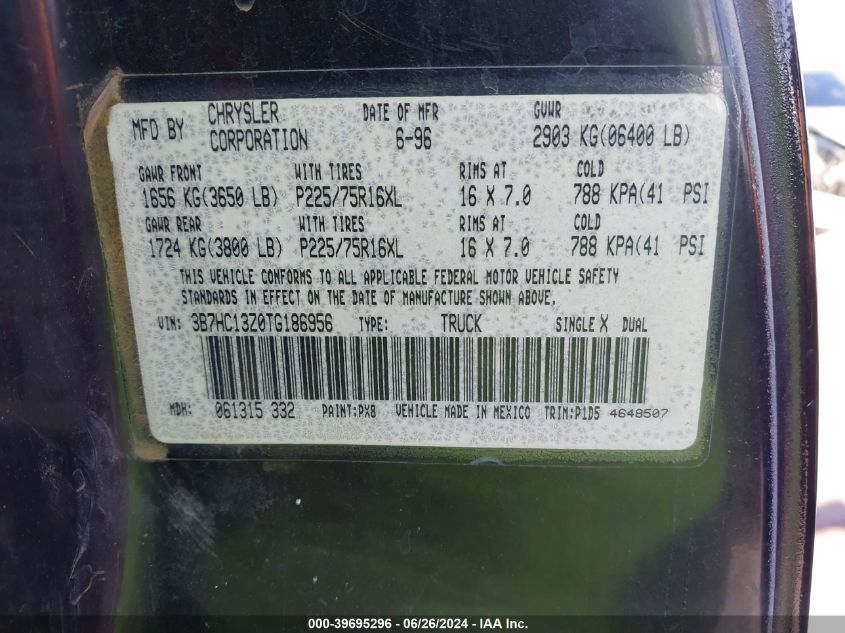 MFD BY CHRYSLER CORPORATION DATE OF MFR 6-96 GVWR 2903 KG(06400 LB)
GAWR FRONT WITH TIRES RIMS AT COLD
1656 KG(3650 LB) P225/75R16XL 16 X 7.0 788 KPA(41 PSI
GAWR REAR WITH TIRES RIMS AT COLD
1724 KG(3800 LB) P225/75R16XL 16 X 7.0 788 KPA(41 PSI
THIS VEHICLE CONFORMS TO ALL APPLICABLE FEDERAL MOTOR VEHICLE SAFETY
STANDARDS IN EFFECT ON THE DATE OF MANUFACTURE SHOWN ABOVE.
VIN: 3B7HC13Z0TG186956 TYPE: TRUCK SINGLE X DUAL
MDH: 061315 332 PAINT:PX8 VEHICLE MADE IN MEXICO TRIM:P1D5 4648507
000-39695296 - 06/26/2024 - IAA Inc.